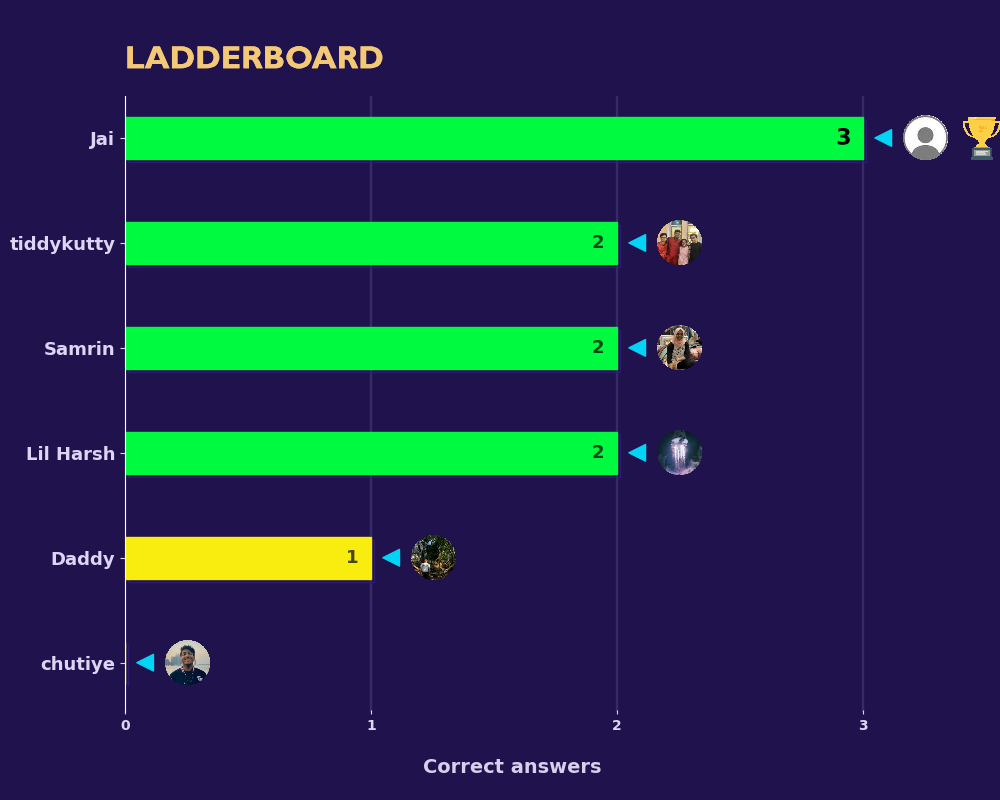 LADDERBOARD
Jai 3
tiddykutty 2
Samrin 2
Lil Harsh 2
Daddy 1
chutiye
0 1 2 3
Correct answers